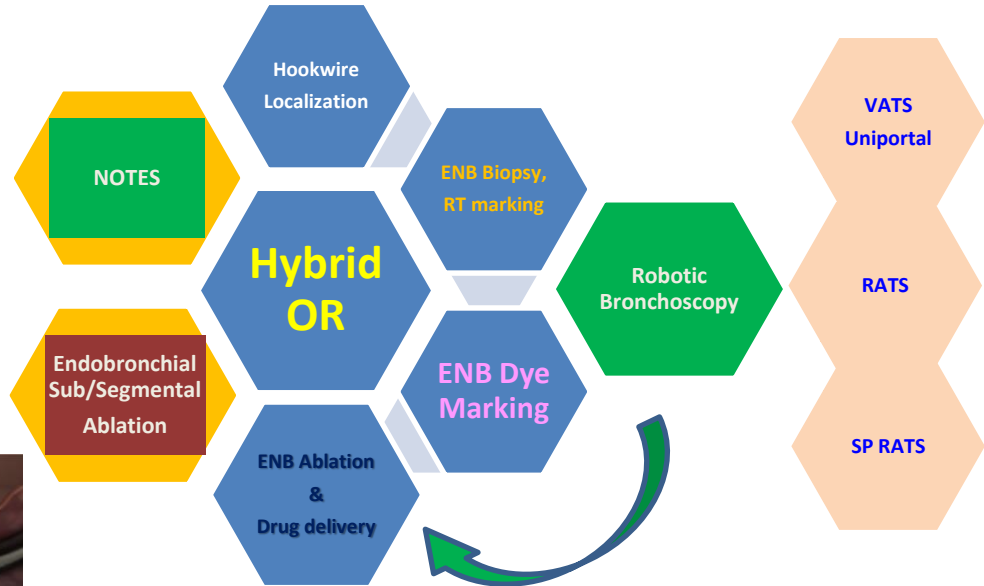 Hookwire
Localization
NOTES
ENB Biopsy,
RT marking
Hybrid
OR
Robotic
Bronchoscopy
Endobronchial
Sub/Segmental
Ablation
ENB Dye
Marking
ENB Ablation
&
Drug delivery
VATS
Uniportal
RATS
SP RATS